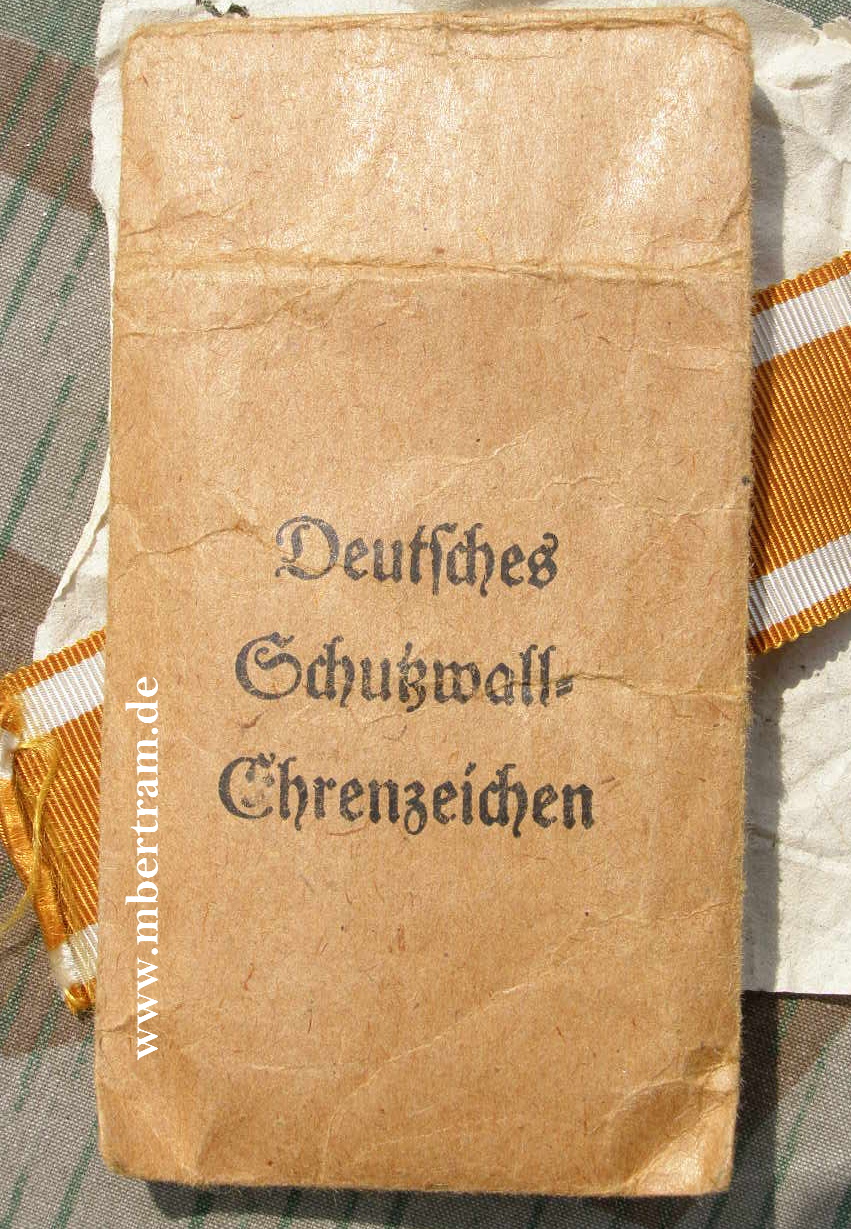 Deutsches
Schutzwall-
Ehrenzeichen
www.mbertram.de